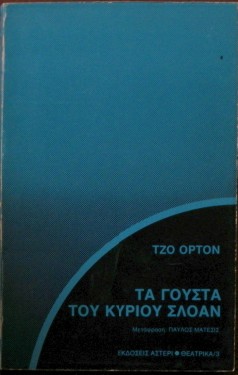 ΤΖΟ ΟΡΤΟΝ
ΤΑ ΓΟΥΣΤΑ
ΤΟΥ ΚΥΡΙΟΥ ΣΛΟΑΝ
Μετάφραση: ΠΑΥΛΟΣ ΜΑΤΕΣΙΣ
ΕΚΔΟΣΕΙΣ ΑΣΤΕΡΙ • ΘΕΑΤΡΙΚΑ/3